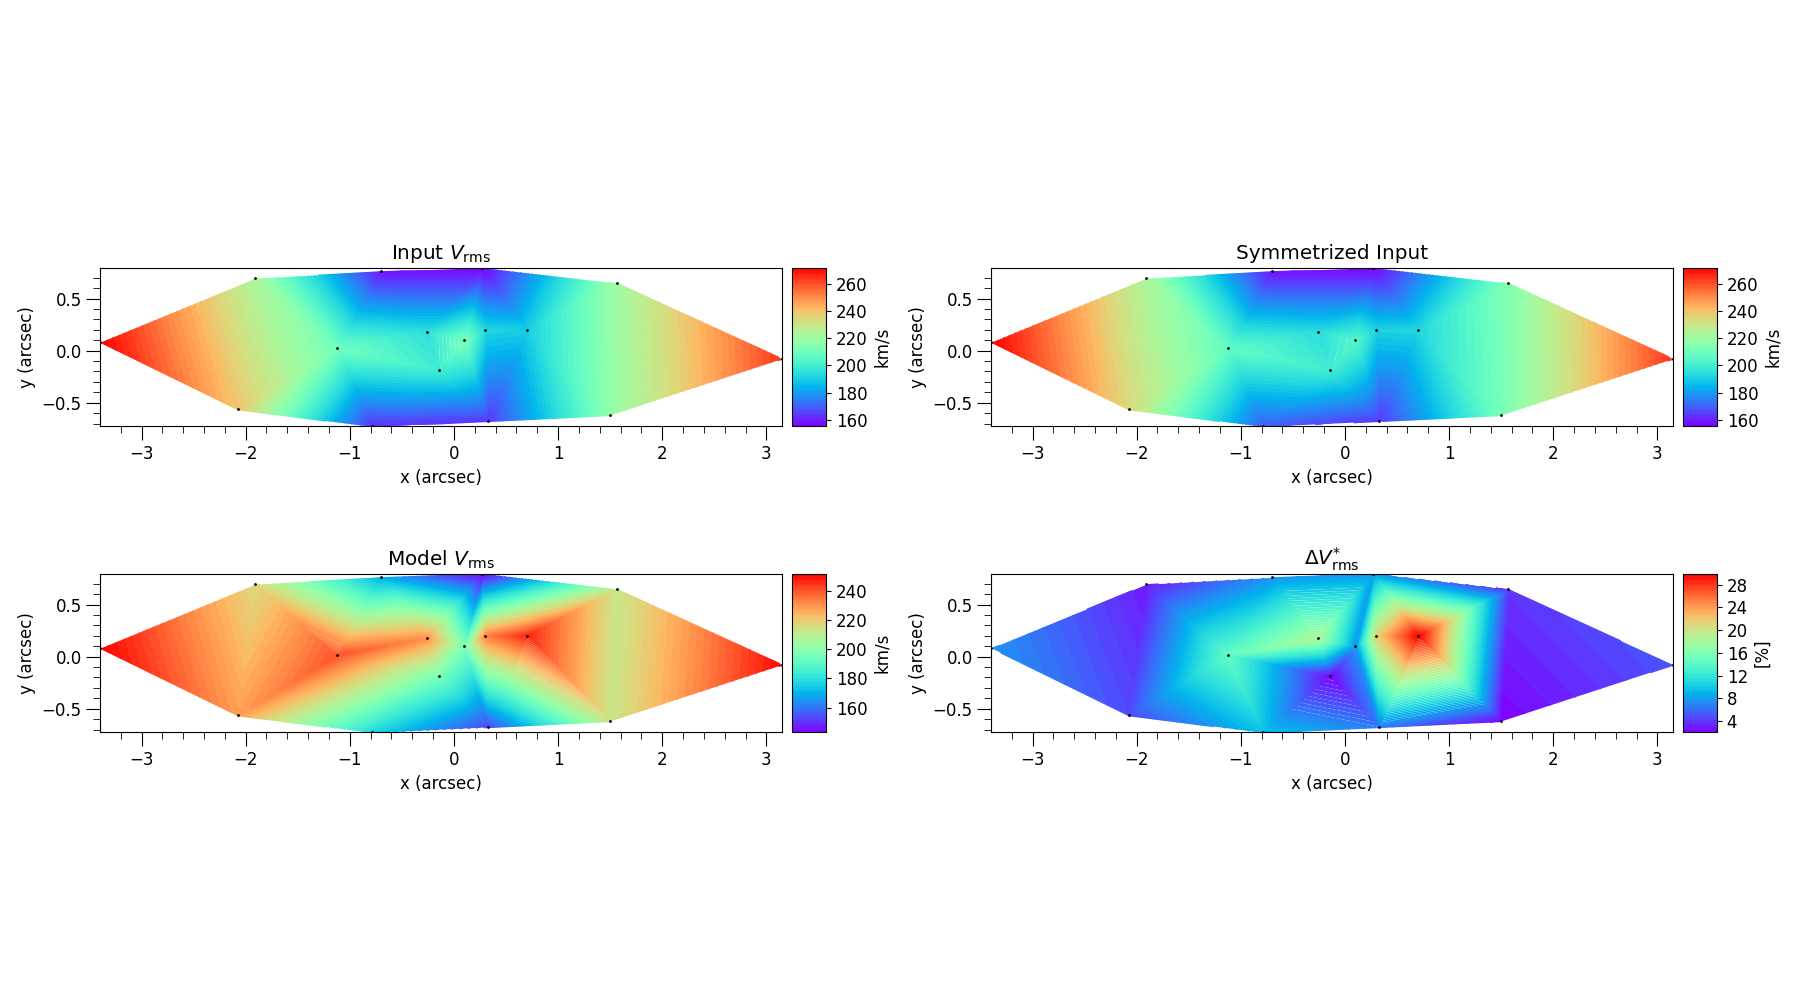 Input V_rms
Symmetrized Input
y (arcsec)
0.5
0.0
−0.5
−3 −2 −1 0 1 2 3
x (arcsec)
260
240
220
200
180
160
km/s
y (arcsec)
0.5
0.0
−0.5
−3 −2 −1 0 1 2 3
x (arcsec)
260
240
220
200
180
160
km/s
Model V_rms
ΔV*_rms
y (arcsec)
0.5
0.0
−0.5
−3 −2 −1 0 1 2 3
x (arcsec)
240
220
200
180
160
km/s
y (arcsec)
0.5
0.0
−0.5
−3 −2 −1 0 1 2 3
x (arcsec)
28
24
20
16
12
8
4
[%]